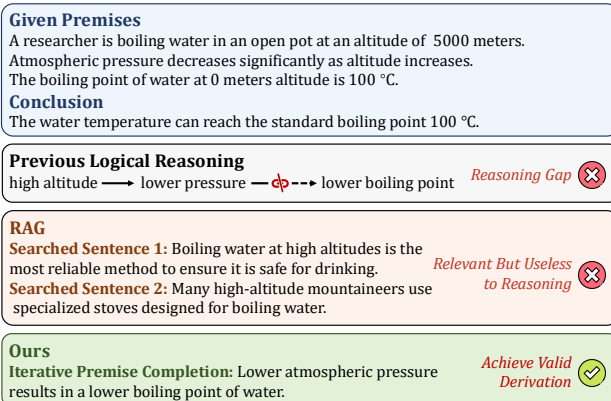 Given Premises
A researcher is boiling water in an open pot at an altitude of 5000 meters.
Atmospheric pressure decreases significantly as altitude increases.
The boiling point of water at 0 meters altitude is 100 °C.
Conclusion
The water temperature can reach the standard boiling point 100 °C.
Previous Logical Reasoning
high altitude lower pressure lower boiling point
Reasoning Gap
RAG
Searched Sentence 1: Boiling water at high altitudes is the
most reliable method to ensure it is safe for drinking.
Searched Sentence 2: Many high-altitude mountaineers use
specialized stoves designed for boiling water.
Relevant But Useless
to Reasoning
Ours
Iterative Premise Completion: Lower atmospheric pressure
results in a lower boiling point of water.
Achieve Valid
Derivation